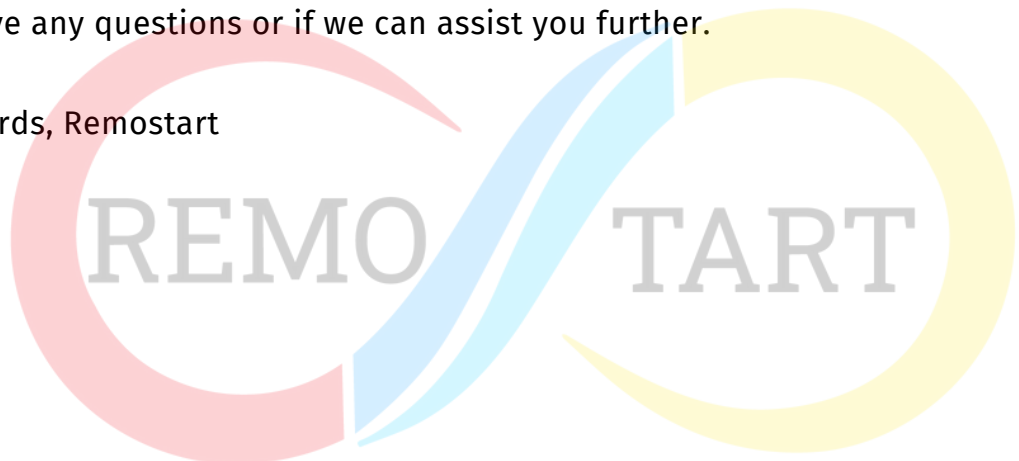 ve any questions or if we can assist you further.
rds, Remostart
REMO TART